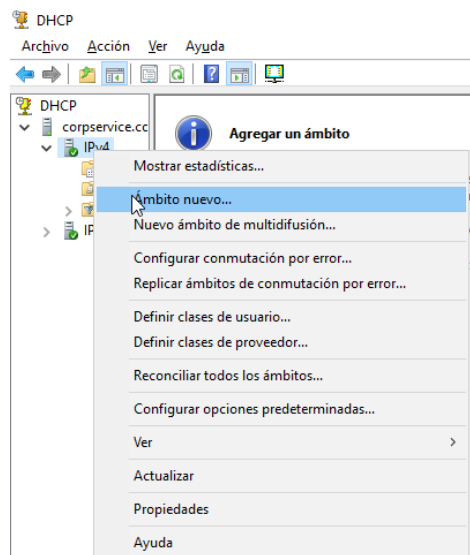 DHCP
Archivo Acción Ver Ayuda
DHCP
corpservice.cc
IPv4
Agregar un ámbito
Mostrar estadísticas...
Ámbito nuevo...
Nuevo ámbito de multidifusión...
IP
Configurar conmutación por error...
Replicar ámbitos de conmutación por error...
Definir clases de usuario...
Definir clases de proveedor...
Reconciliar todos los ámbitos...
Configurar opciones predeterminadas...
Ver
Actualizar
Propiedades
Ayuda